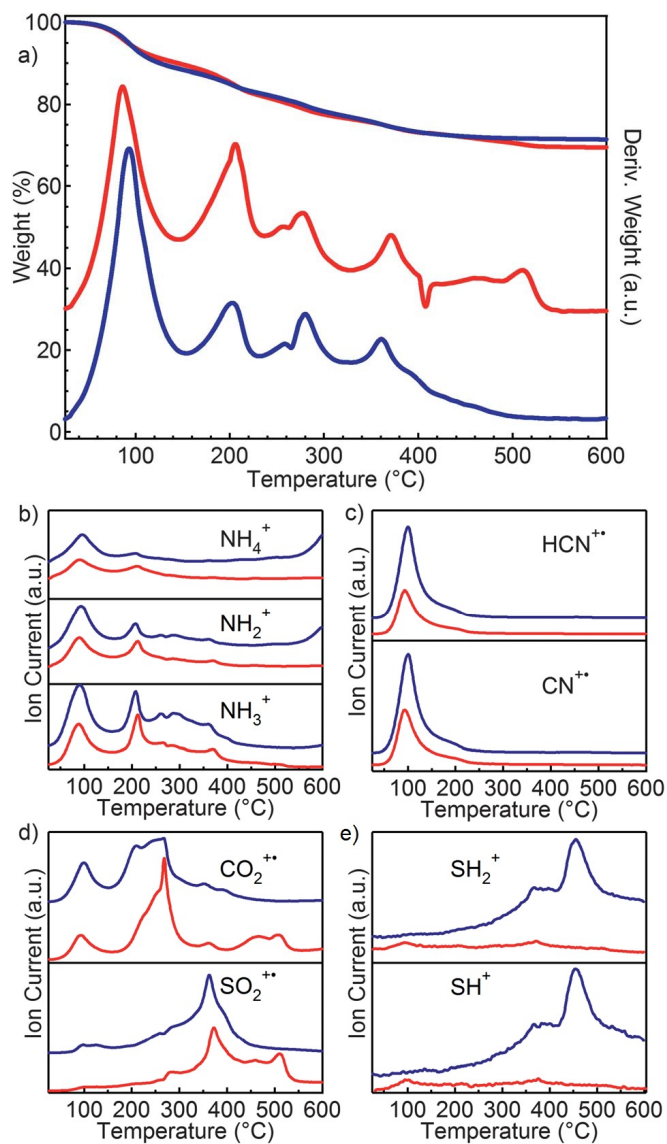 100
a)
80
60
40
20
0
Weight (%)
Deriv. Weight (a.u.)
100 200 300 400 500 600
Temperature (°C)
b)
NH₄⁺
NH₂⁺
NH₃⁺
Ion Current (a.u.)
100 200 300 400 500 600
Temperature (°C)
c)
HCN⁺•
CN⁺•
Ion Current (a.u.)
100 200 300 400 500 600
Temperature (°C)
d)
CO₂⁺•
SO₂⁺•
Ion Current (a.u.)
100 200 300 400 500 600
Temperature (°C)
e)
SH₂⁺
SH⁺
Ion Current (a.u.)
100 200 300 400 500 600
Temperature (°C)